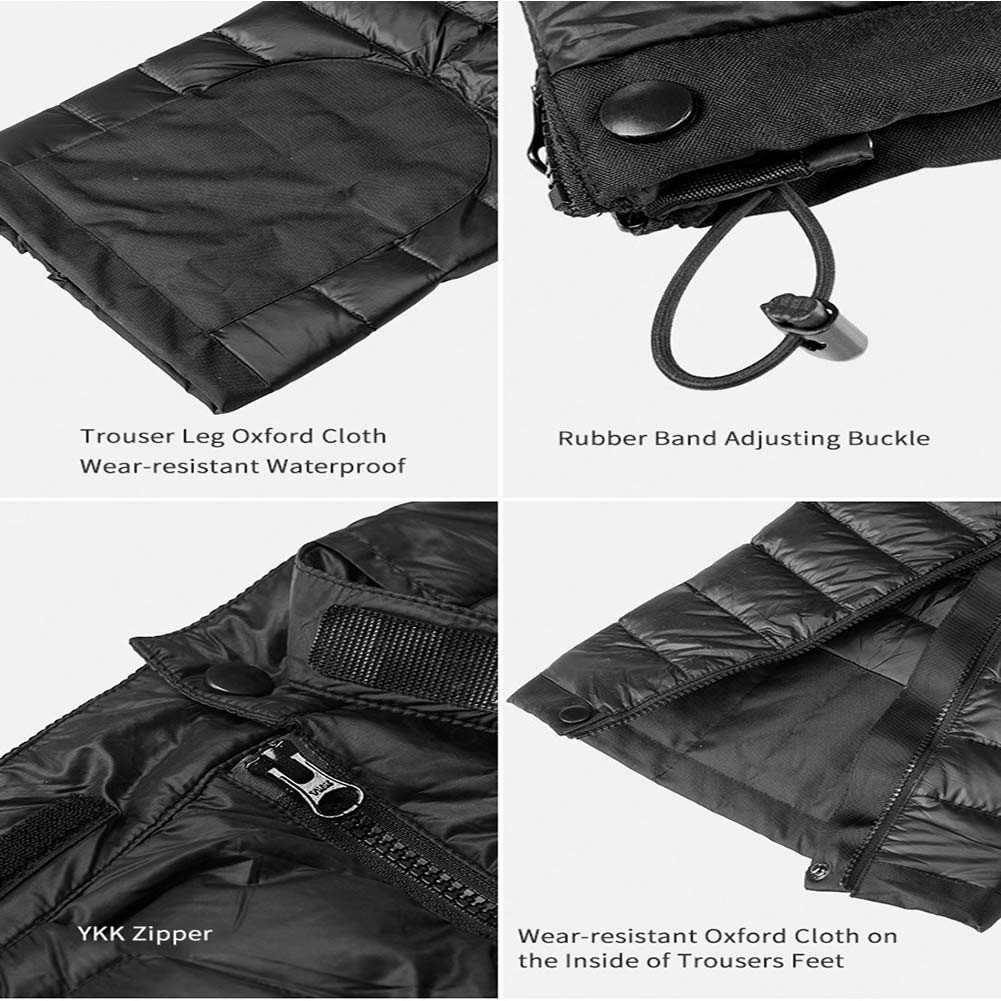 Trouser Leg Oxford Cloth
Wear-resistant Waterproof
Rubber Band Adjusting Buckle
YKK Zipper
Wear-resistant Oxford Cloth on
the Inside of Trousers Feet